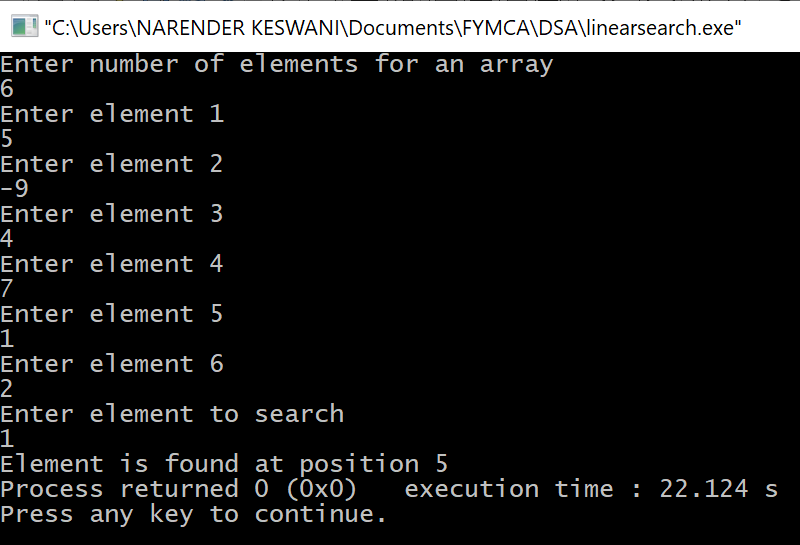 "C:\Users\NARENDER KESWANI\Documents\FYMCA\DSA\linearsearch.exe"
Enter number of elements for an array
6
Enter element 1
5
Enter element 2
-9
Enter element 3
4
Enter element 4
7
Enter element 5
1
Enter element 6
2
Enter element to search
1
Element is found at position 5
Process returned 0 (0x0)   execution time : 22.124 s
Press any key to continue.